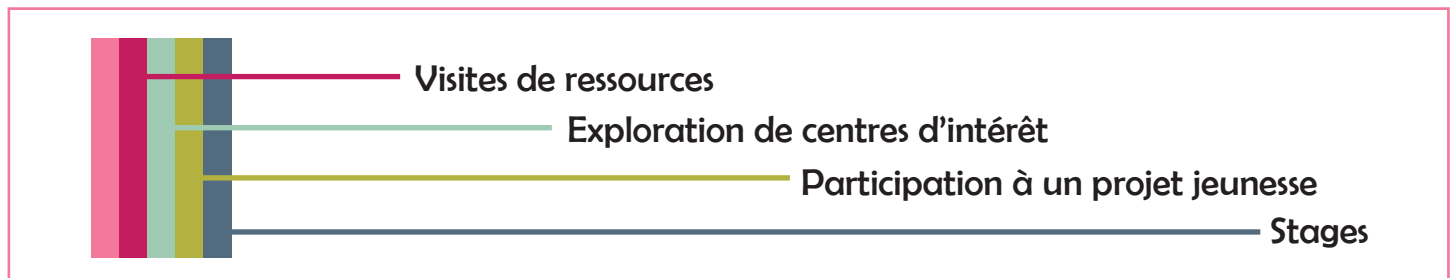 Visites de ressources
Exploration de centres d'intérêt
Participation à un projet jeunesse
Stages